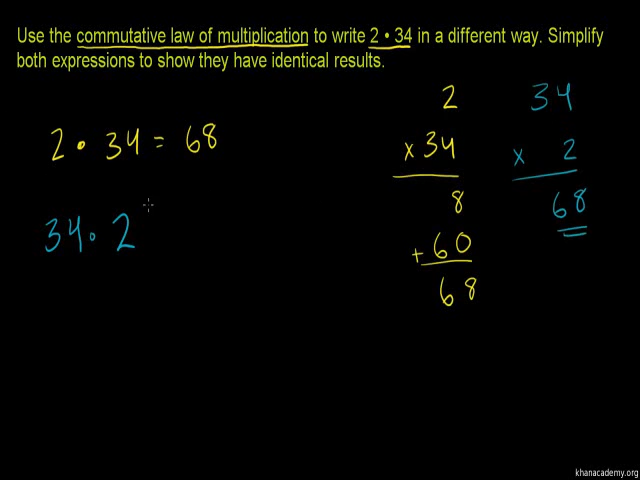 Use the commutative law of multiplication to write 2 • 34 in a different way. Simplify
both expressions to show they have identical results.
2 • 34 = 68
34 • 2
2
× 34
8
+ 60
68
34
× 2
68
khanacademy.org